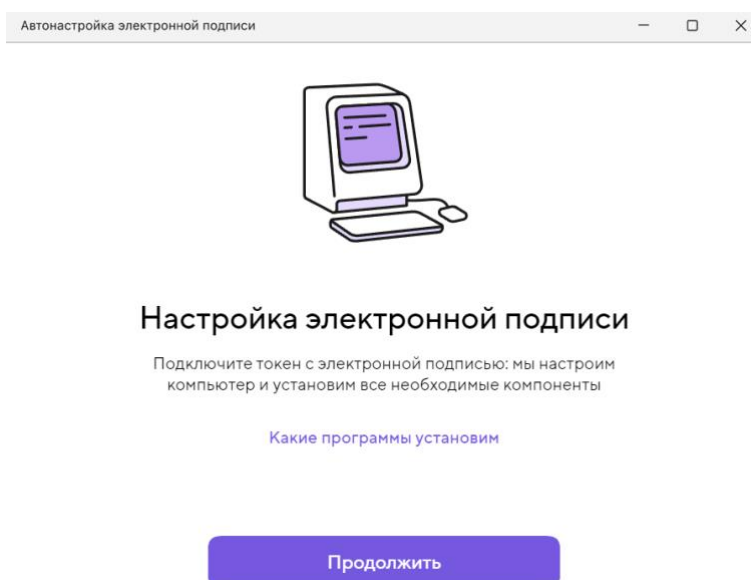 Автонастройка электронной подписи
Настройка электронной подписи
Подключите токен с электронной подписью: мы настроим
компьютер и установим все необходимые компоненты
Какие программы установим
Продолжить